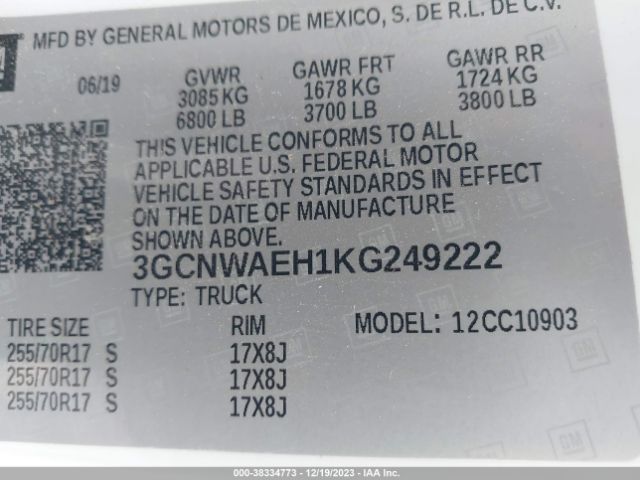 GM
MFD BY GENERAL MOTORS DE MEXICO, S. DE R.L. DE C.V.
06/19 GVWR GAWR FRT GAWR RR
3085 KG 1678 KG 1724 KG
6800 LB 3700 LB 3800 LB
THIS VEHICLE CONFORMS TO ALL
APPLICABLE U.S. FEDERAL MOTOR
VEHICLE SAFETY STANDARDS IN EFFECT
ON THE DATE OF MANUFACTURE
SHOWN ABOVE.
3GCNWAEH1KG249222
TYPE: TRUCK
TIRE SIZE RIM MODEL: 12CC10903
255/70R17 S 17X8J
255/70R17 S 17X8J
255/70R17 S 17X8J
000-38334773 - 12/19/2023 - IAA Inc.